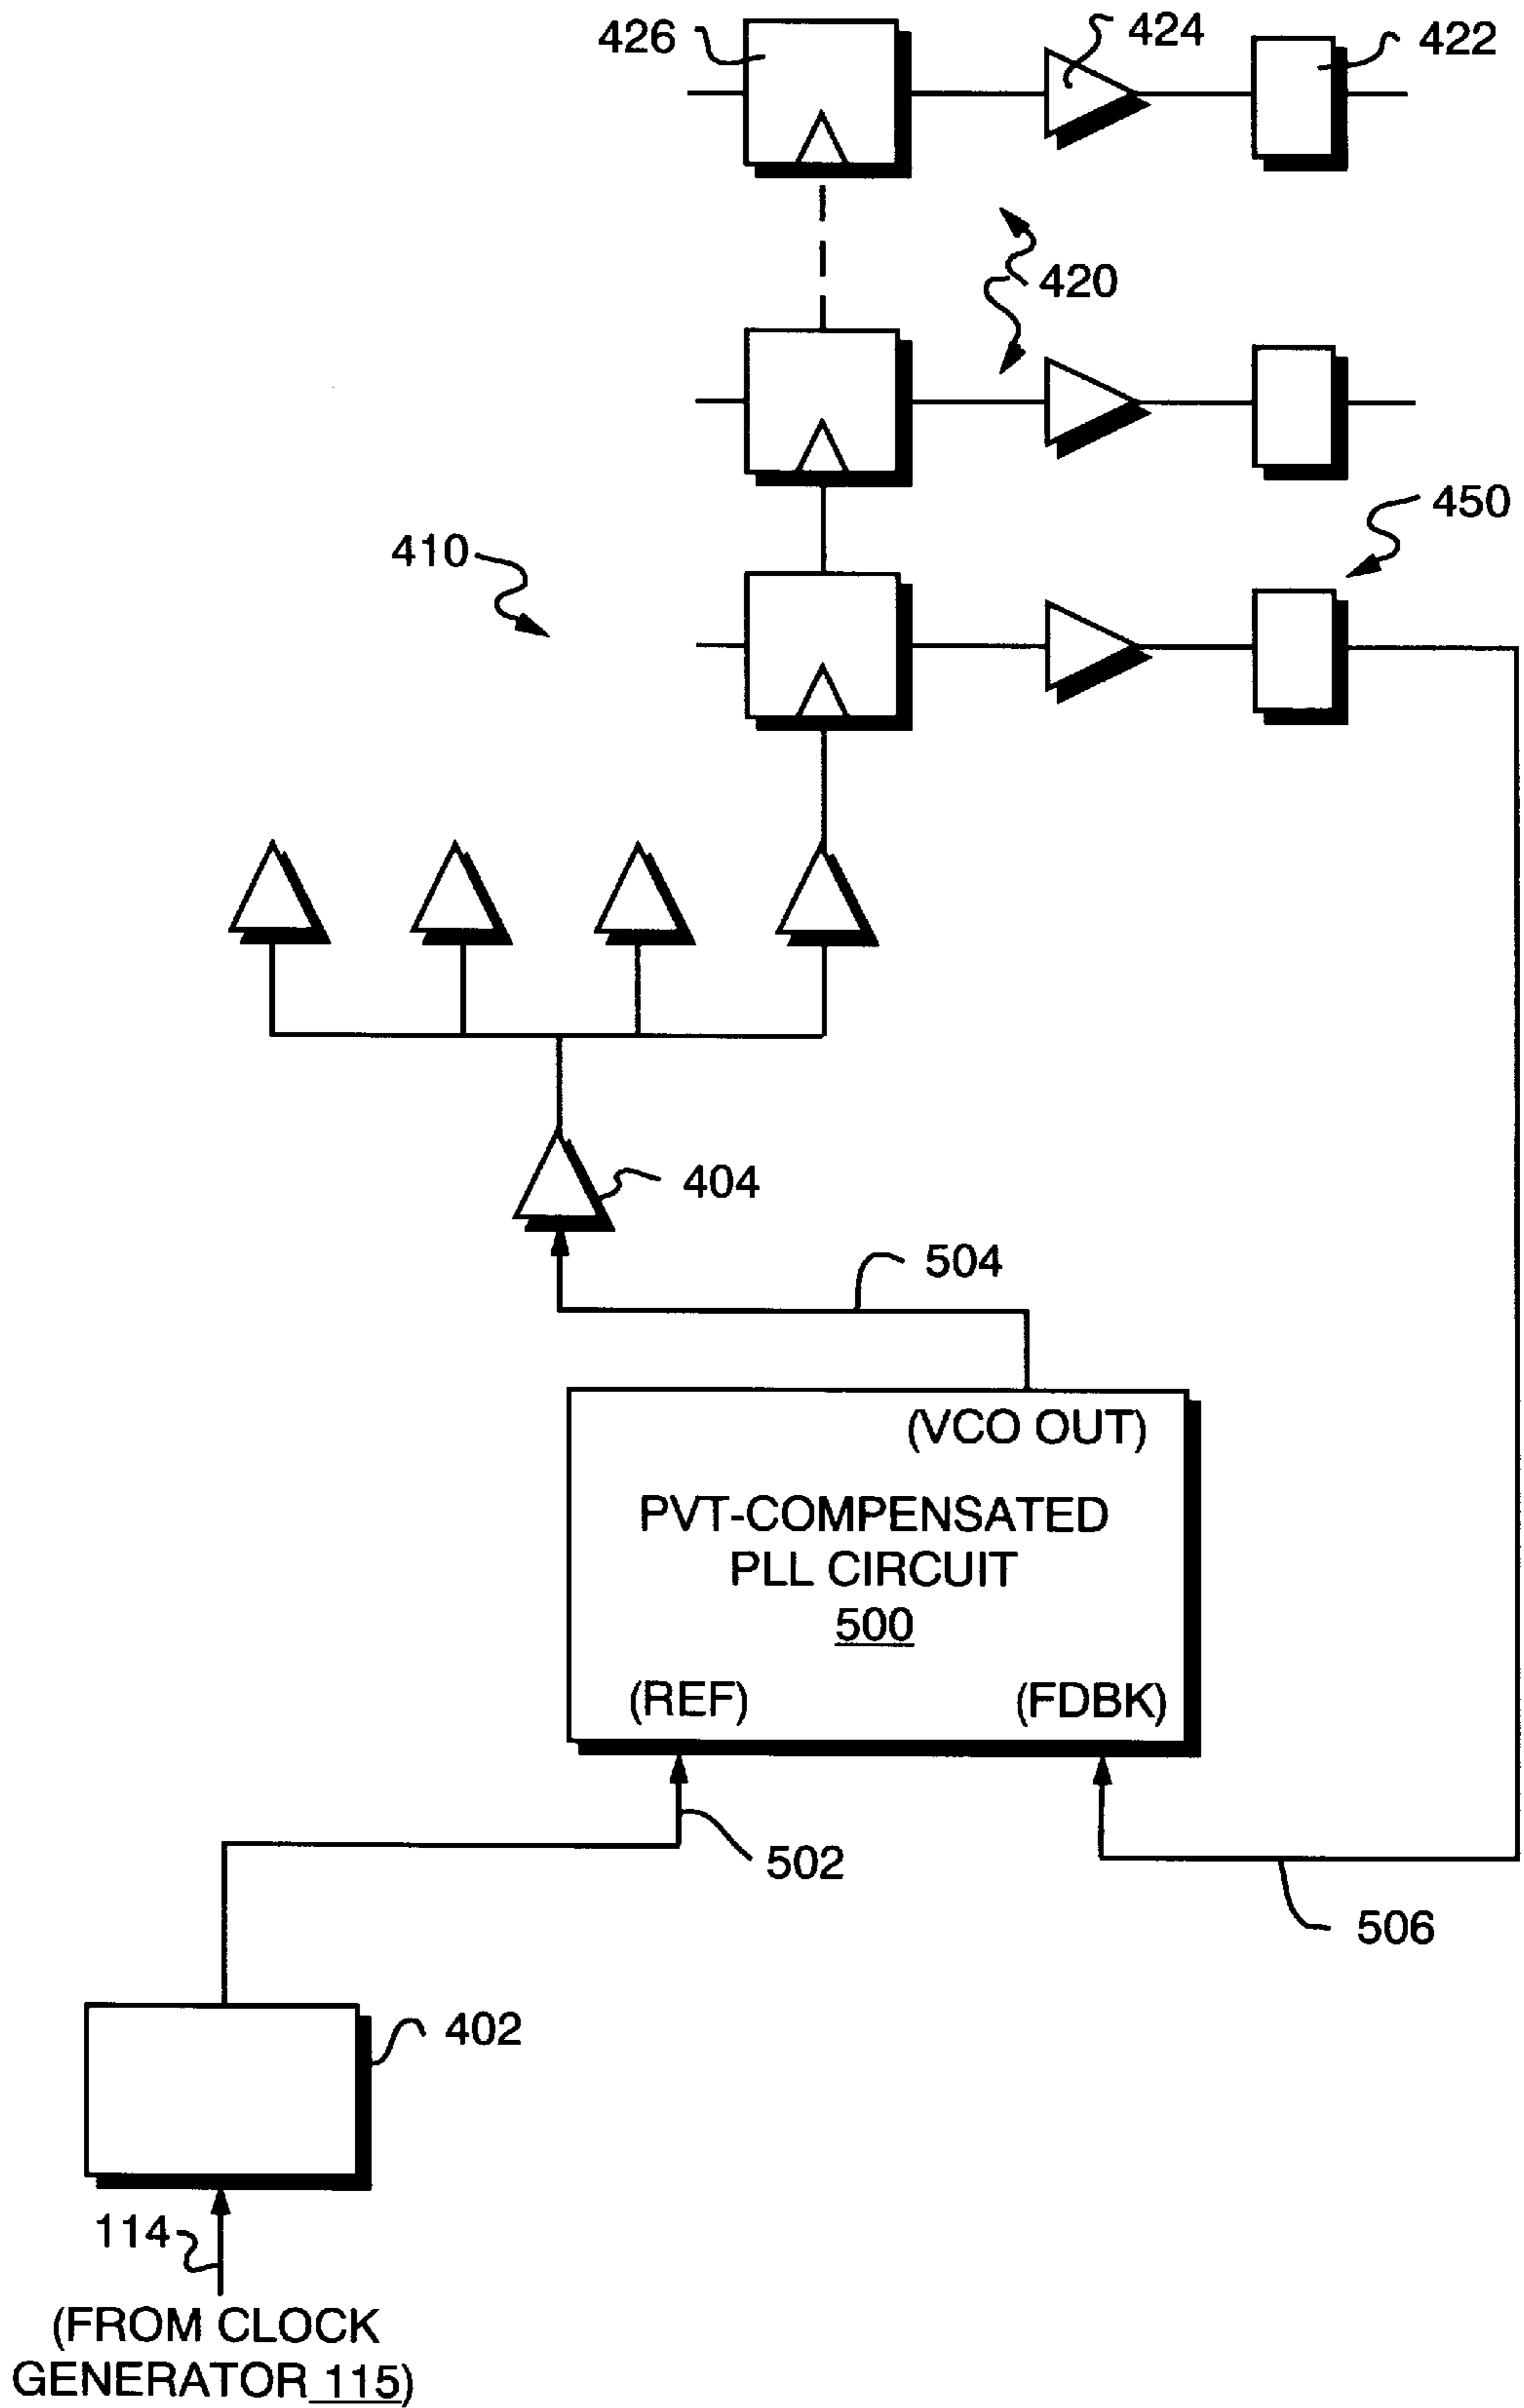 426
424
422
420
450
410
404
504
(VCO OUT)
PVT-COMPENSATED
PLL CIRCUIT
500
(REF)
(FDBK)
502
506
402
114
(FROM CLOCK
GENERATOR 115)